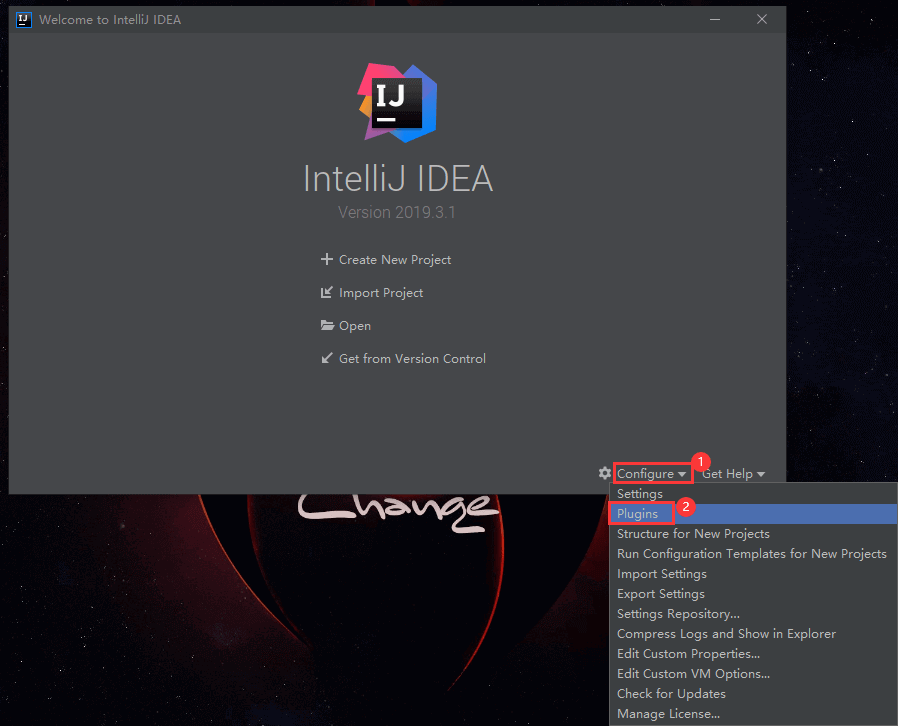 IJ
Welcome to IntelliJ IDEA
IJ
IntelliJ IDEA
Version 2019.3.1
Create New Project
Import Project
Open
Get from Version Control
Configure
1
Get Help
Settings
Plugins
2
Change
Structure for New Projects
Run Configuration Templates for New Projects
Import Settings
Export Settings
Settings Repository...
Compress Logs and Show in Explorer
Edit Custom Properties...
Edit Custom VM Options...
Check for Updates
Manage License...